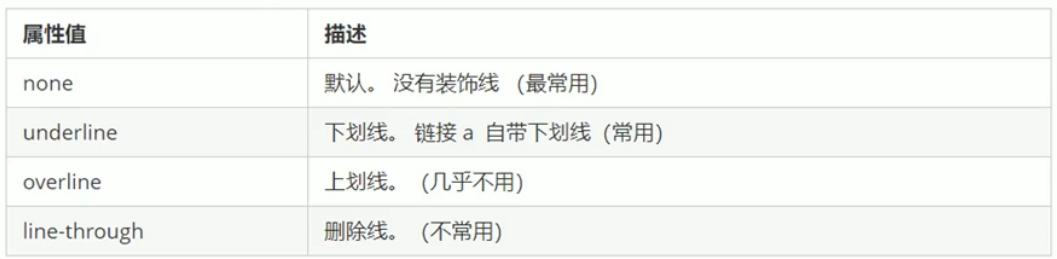 属性值 描述
none 默认。 没有装饰线 (最常用)
underline 下划线。 链接 a 自带下划线 (常用)
overline 上划线。 (几乎不用)
line-through 删除线。 (不常用)